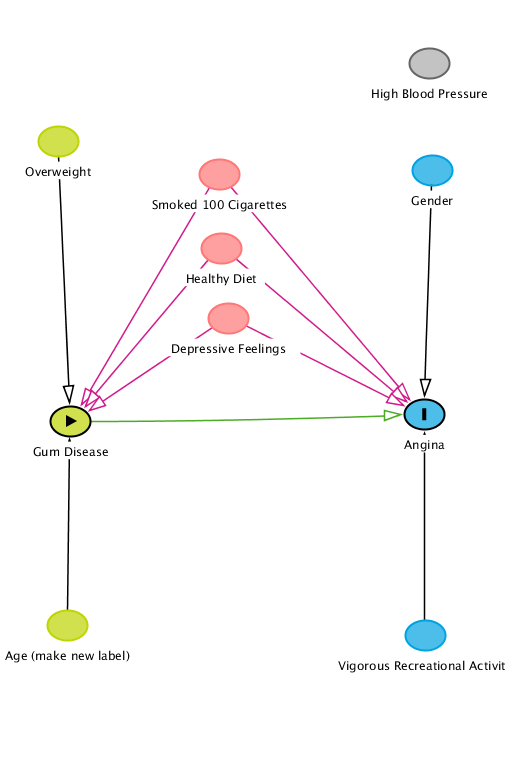 High Blood Pressure
Overweight
Gender
Smoked 100 Cigarettes
Healthy Diet
Depressive Feelings
Gum Disease
Angina
Age (make new label)
Vigorous Recreational Activit